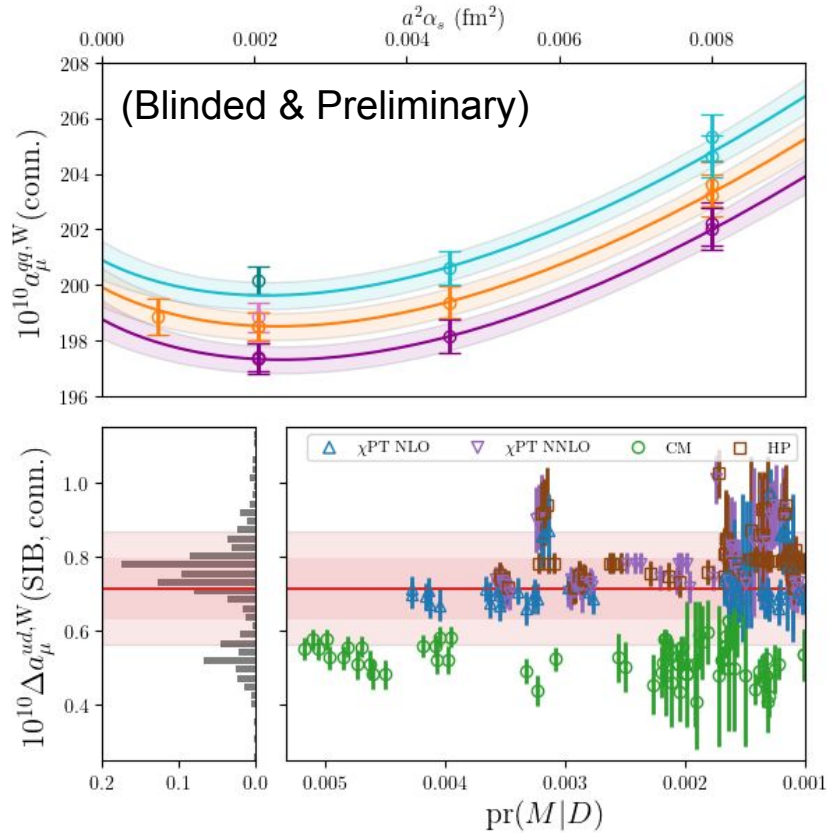 a²αₛ (fm²)
0.000 0.002 0.004 0.006 0.008
(Blinded & Preliminary)
10¹⁰a_μ^{qq,W}(conn.)
208
206
204
202
200
198
196
χPT NLO χPT NNLO CM HP
10¹⁰Δa_μ^{ud,W}(SIB, conn.)
1.0
0.8
0.6
0.4
0.2 0.1 0.0
0.005 0.004 0.003 0.002 0.001
pr(M|D)